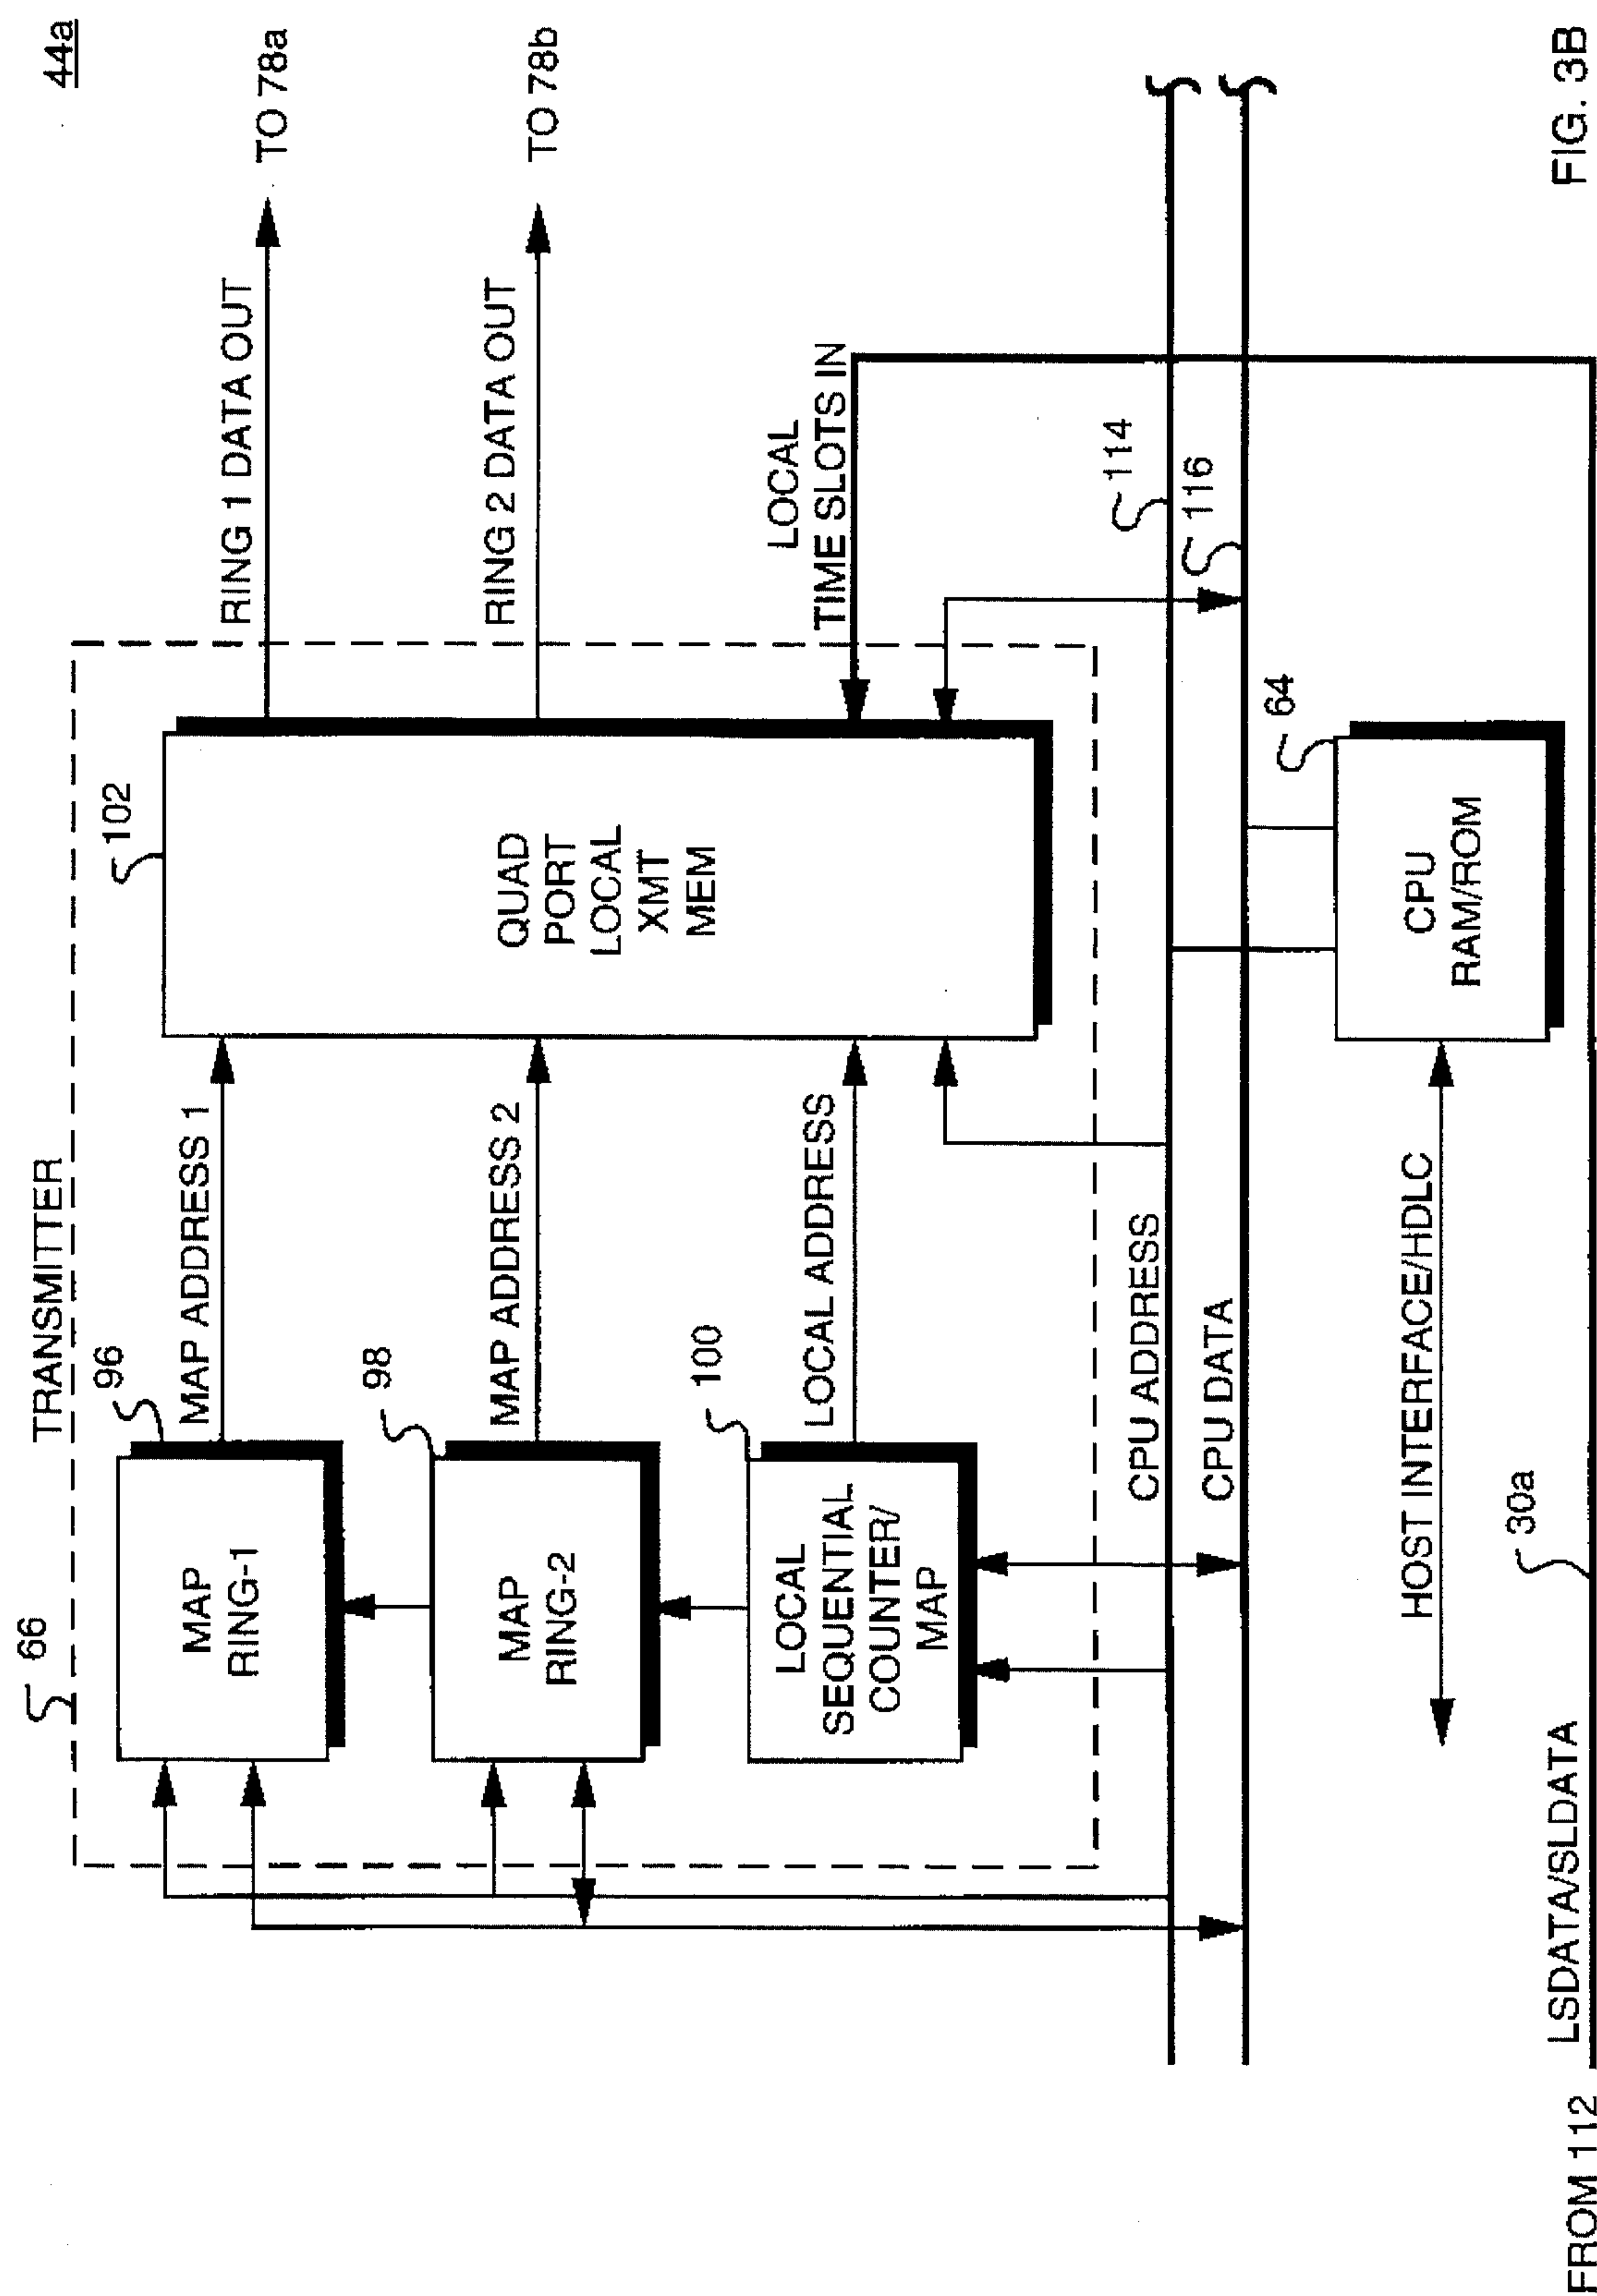 44a
66
TRANSMITTER
96
MAP
RING-1
MAP ADDRESS 1
102
RING 1 DATA OUT
TO 78a
98
MAP
RING-2
MAP ADDRESS 2
QUAD
PORT
LOCAL
XMT
MEM
RING 2 DATA OUT
TO 78b
100
LOCAL
SEQUENTIAL
COUNTER/
MAP
LOCAL ADDRESS
LOCAL
TIME SLOTS IN
CPU ADDRESS
114
CPU DATA
116
64
CPU
RAM/ROM
HOST INTERFACE/HDLC
30a
LSDATA/SLDATA
FROM 112
FIG. 3B